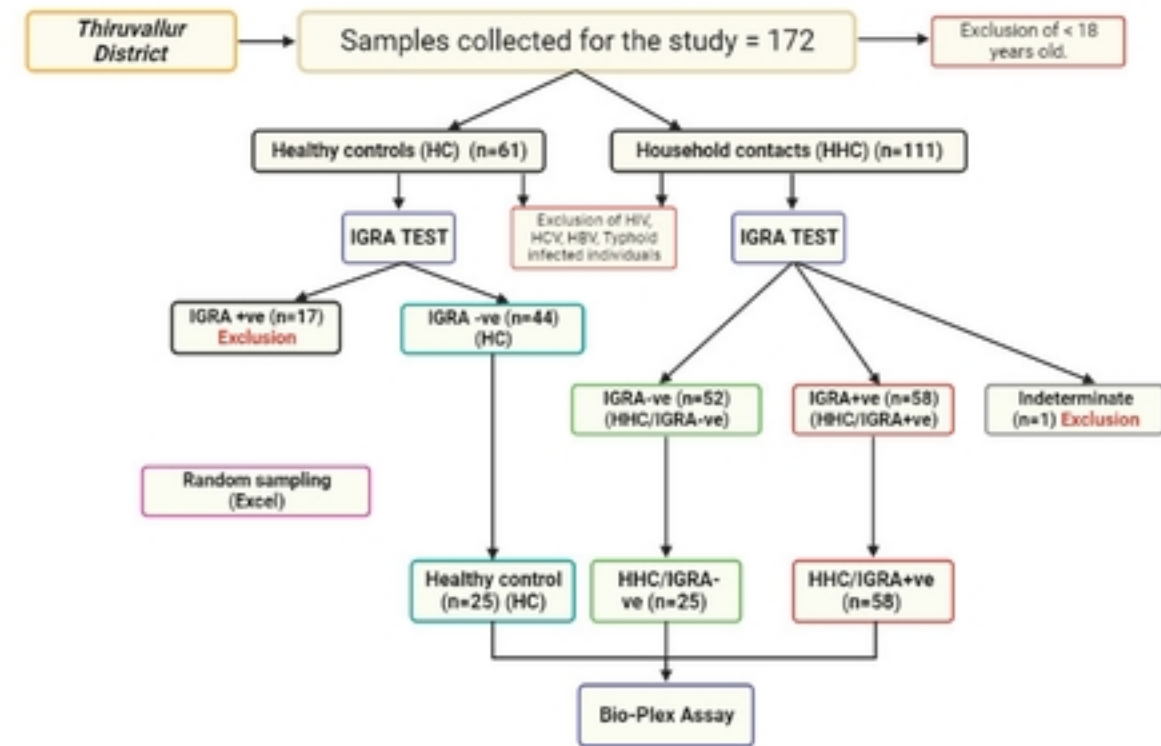 Thiruvallur
District
Samples collected for the study = 172
Exclusion of < 18
years old.
Healthy controls (HC) (n=61)
Household contacts (HHC) (n=111)
IGRA TEST
Exclusion of HIV,
HCV, HBV, Typhoid
infected individuals
IGRA TEST
IGRA +ve (n=17)
Exclusion
IGRA -ve (n=44)
(HC)
IGRA-ve (n=52)
(HHC/IGRA-ve)
IGRA+ve (n=58)
(HHC/IGRA+ve)
Indeterminate
(n=1) Exclusion
Random sampling
(Excel)
Healthy control
(n=25) (HC)
HHC/IGRA-
ve (n=25)
HHC/IGRA+ve
(n=58)
Bio-Plex Assay